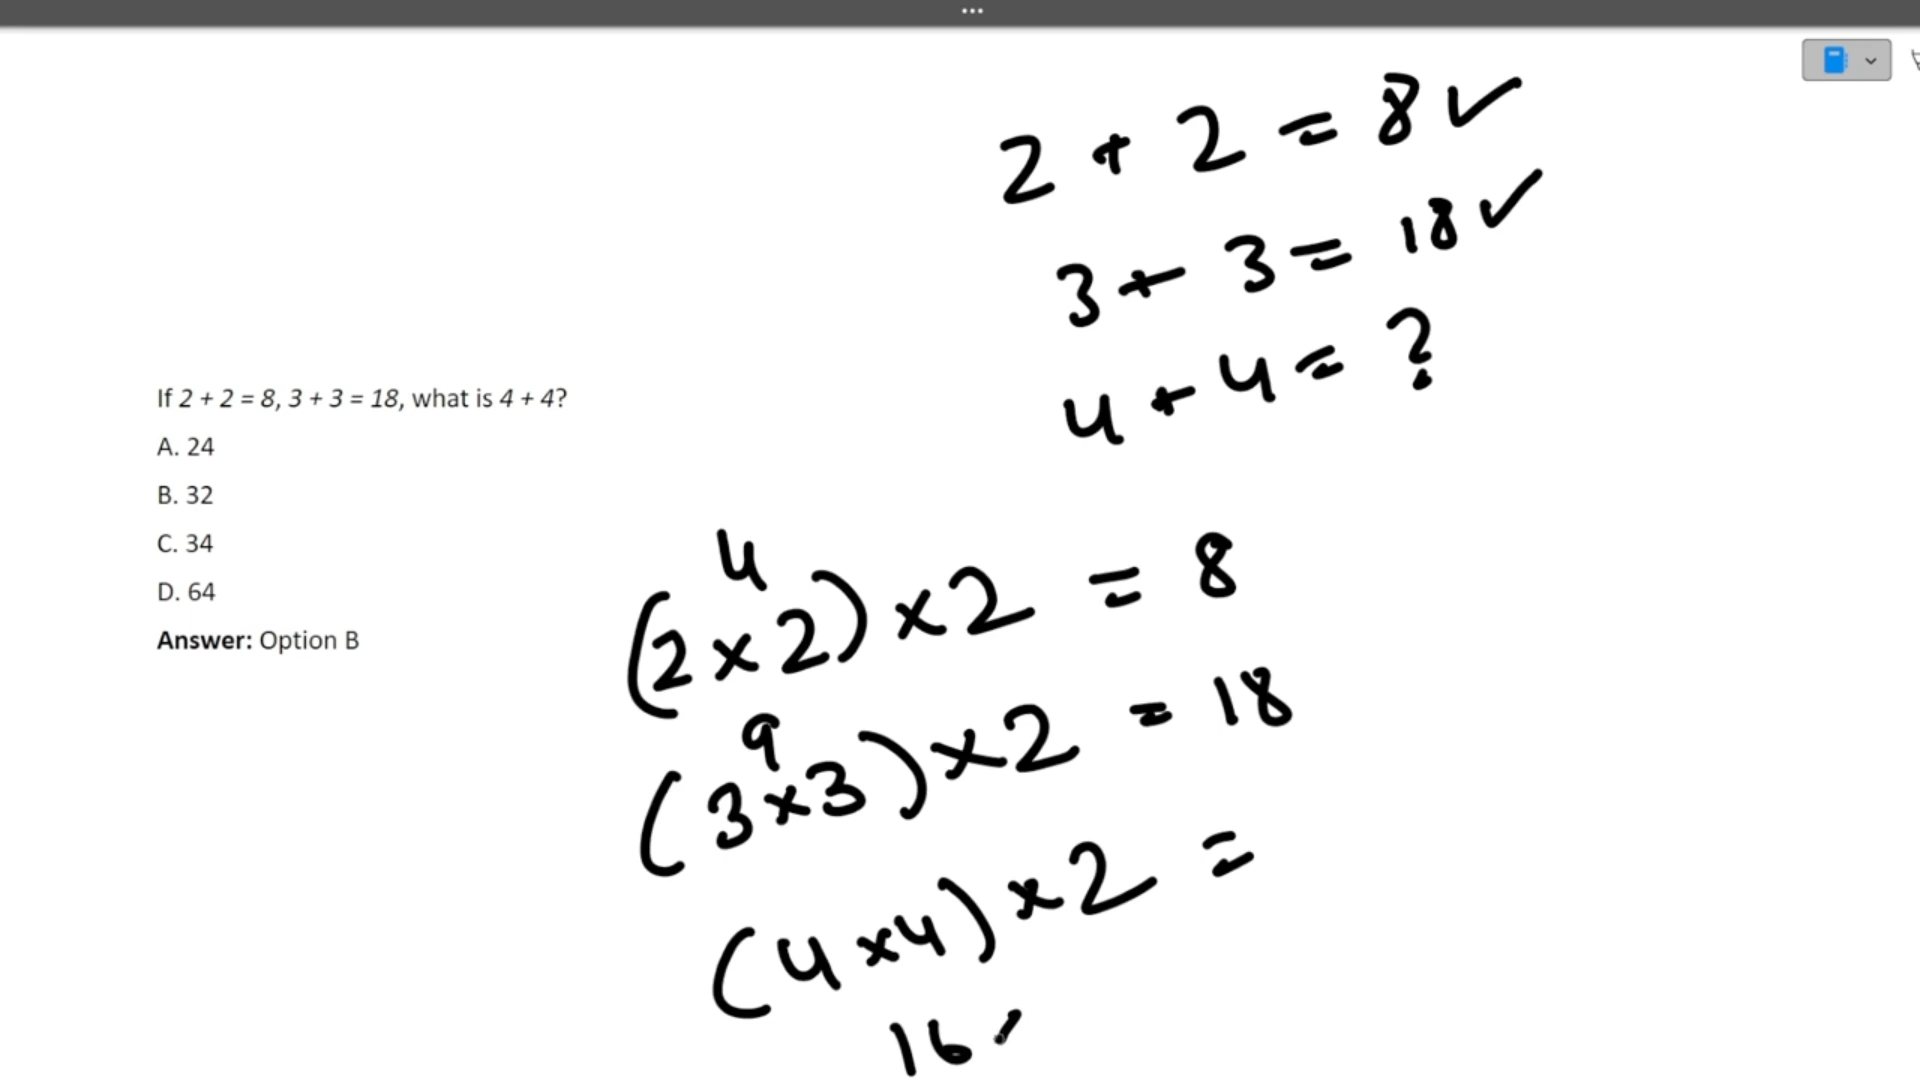 2 + 2 = 8 ✓
3 + 3 = 18 ✓
4 + 4 = ?
If 2 + 2 = 8, 3 + 3 = 18, what is 4 + 4?
A. 24
B. 32
C. 34
D. 64
Answer: Option B
4
(2 x 2) x 2 = 8
9
(3 x 3) x 2 = 18
(4 x 4) x 2 =
16